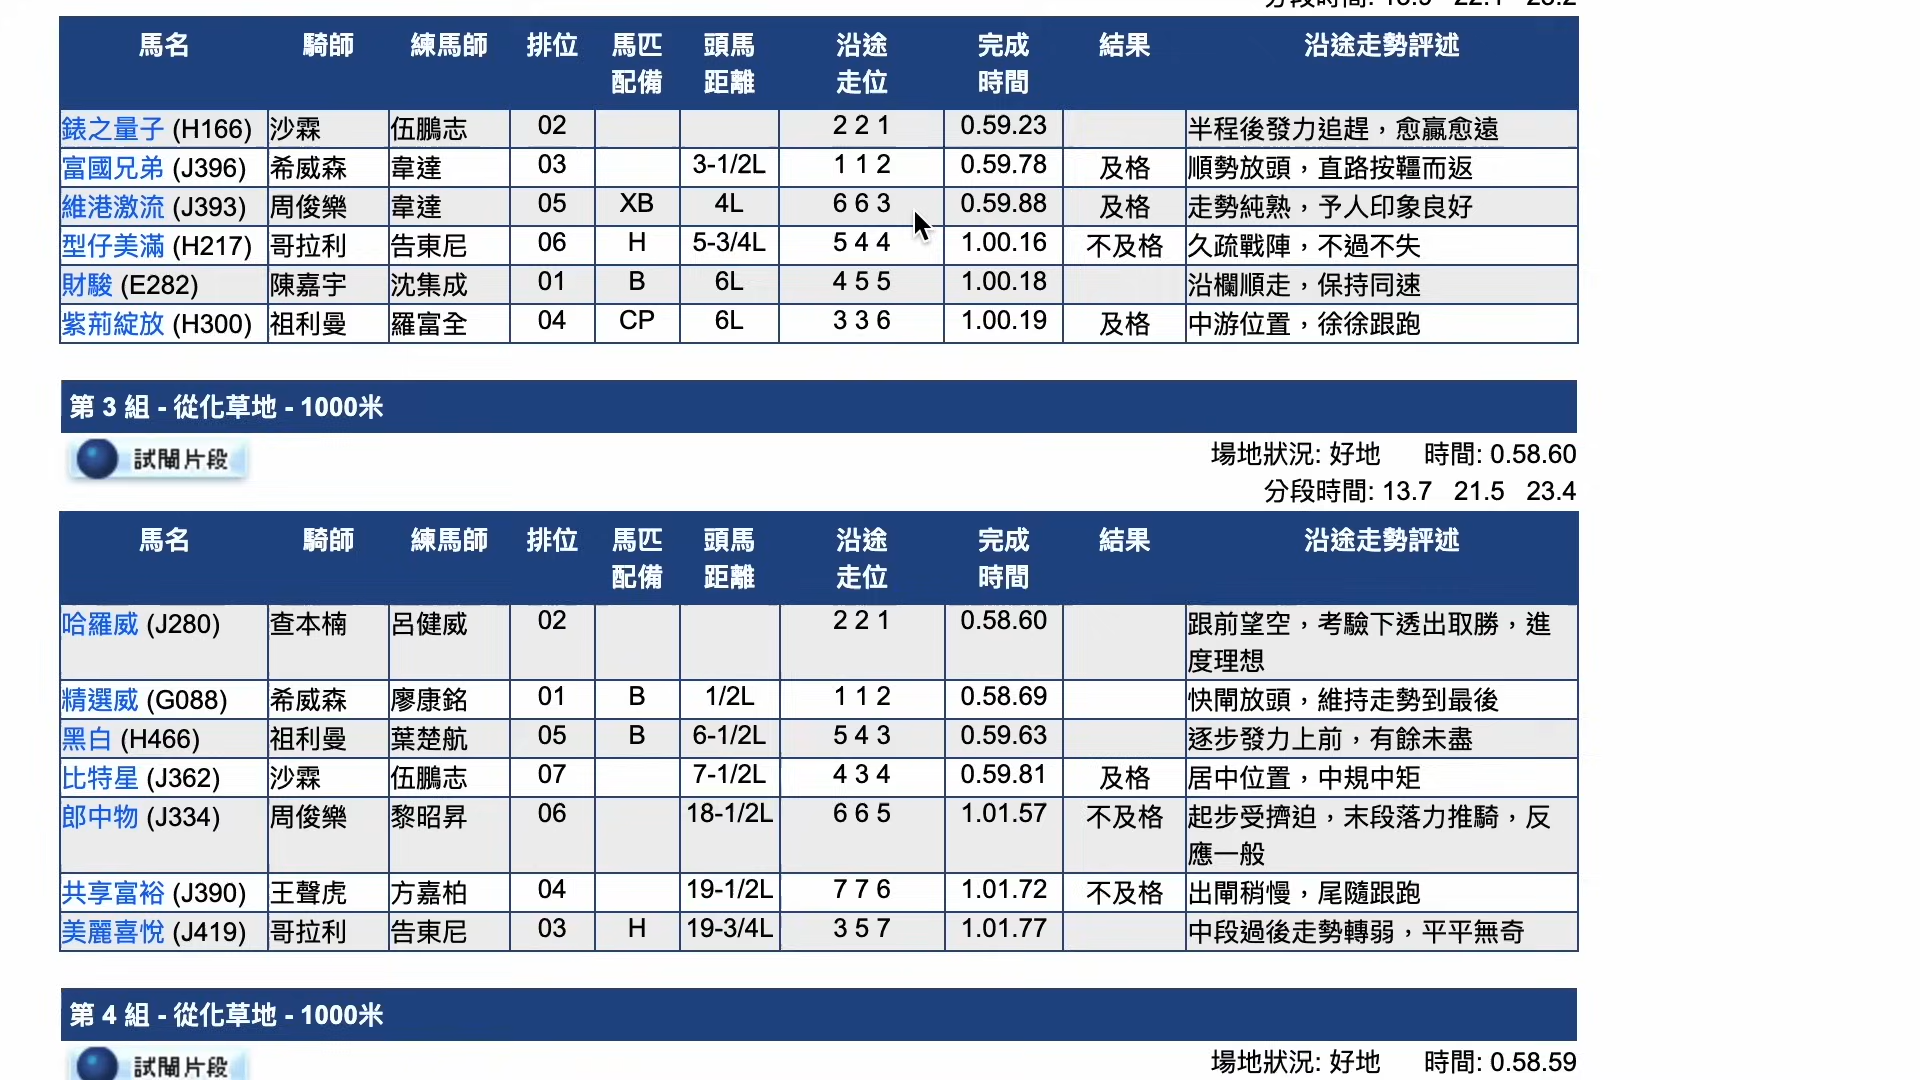 馬名 騎師 練馬師 排位 馬匹配備 頭馬距離 沿途走位 完成時間 結果 沿途走勢評述
錶之量子 (H166) 沙霖 伍鵬志 02 2 2 1 0.59.23 半程後發力追趕，愈贏愈遠
富國兄弟 (J396) 希威森 韋達 03 3-1/2L 1 1 2 0.59.78 及格 順勢放頭，直路按韁而返
維港激流 (J393) 周俊樂 韋達 05 XB 4L 6 6 3 0.59.88 及格 走勢純熟，予人印象良好
型仔美滿 (H217) 哥拉利 告東尼 06 H 5-3/4L 5 4 4 1.00.16 不及格 久疏戰陣，不過不失
財駿 (E282) 陳嘉宇 沈集成 01 B 6L 4 5 5 1.00.18 沿欄順走，保持同速
紫荊綻放 (H300) 祖利曼 羅富全 04 CP 6L 3 3 6 1.00.19 及格 中游位置，徐徐跟跑
第 3 組 - 從化草地 - 1000米
試閘片段 場地狀況: 好地 時間: 0.58.60
分段時間: 13.7 21.5 23.4
馬名 騎師 練馬師 排位 馬匹配備 頭馬距離 沿途走位 完成時間 結果 沿途走勢評述
哈羅威 (J280) 查本楠 呂健威 02 2 2 1 0.58.60 跟前望空，考驗下透出取勝，進
度理想
精選威 (G088) 希威森 廖康銘 01 B 1/2L 1 1 2 0.58.69 快閘放頭，維持走勢到最後
黑白 (H466) 祖利曼 葉楚航 05 B 6-1/2L 5 4 3 0.59.63 逐步發力上前，有餘未盡
比特星 (J362) 沙霖 伍鵬志 07 7-1/2L 4 3 4 0.59.81 及格 居中位置，中規中矩
郎中物 (J334) 周俊樂 黎昭昇 06 18-1/2L 6 6 5 1.01.57 不及格 起步受擠迫，末段落力推騎，反
應一般
共享富裕 (J390) 王聲虎 方嘉柏 04 19-1/2L 7 7 6 1.01.72 不及格 出閘稍慢，尾隨跟跑
美麗喜悅 (J419) 哥拉利 告東尼 03 H 19-3/4L 3 5 7 1.01.77 中段過後走勢轉弱，平平無奇
第 4 組 - 從化草地 - 1000米
試閘片段 場地狀況: 好地 時間: 0.58.59